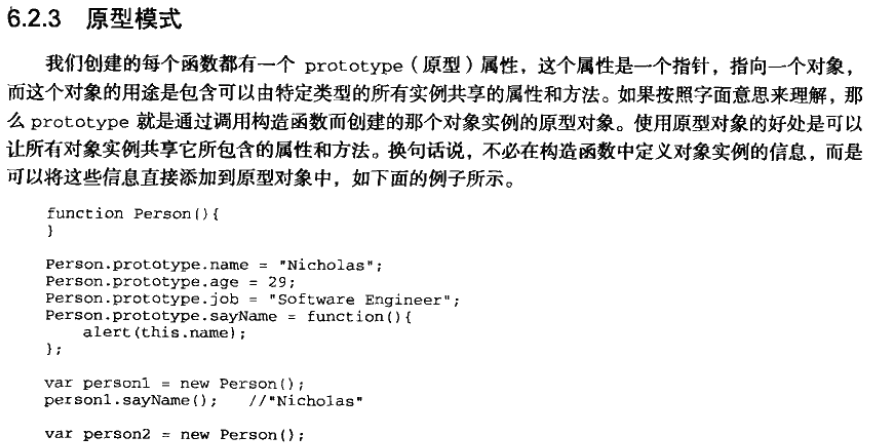 6.2.3 原型模式
我们创建的每个函数都有一个 prototype（原型）属性，这个属性是一个指针，指向一个对象，
而这个对象的用途是包含可以由特定类型的所有实例共享的属性和方法。如果按照字面意思来理解，那
么 prototype 就是通过调用构造函数而创建的那个对象实例的原型对象。使用原型对象的好处是可以
让所有对象实例共享它所包含的属性和方法。换句话说，不必在构造函数中定义对象实例的信息，而是
可以将这些信息直接添加到原型对象中，如下面的例子所示。
function Person(){
}
Person.prototype.name = "Nicholas";
Person.prototype.age = 29;
Person.prototype.job = "Software Engineer";
Person.prototype.sayName = function(){
alert(this.name);
};
var person1 = new Person();
person1.sayName(); //"Nicholas"
var person2 = new Person();